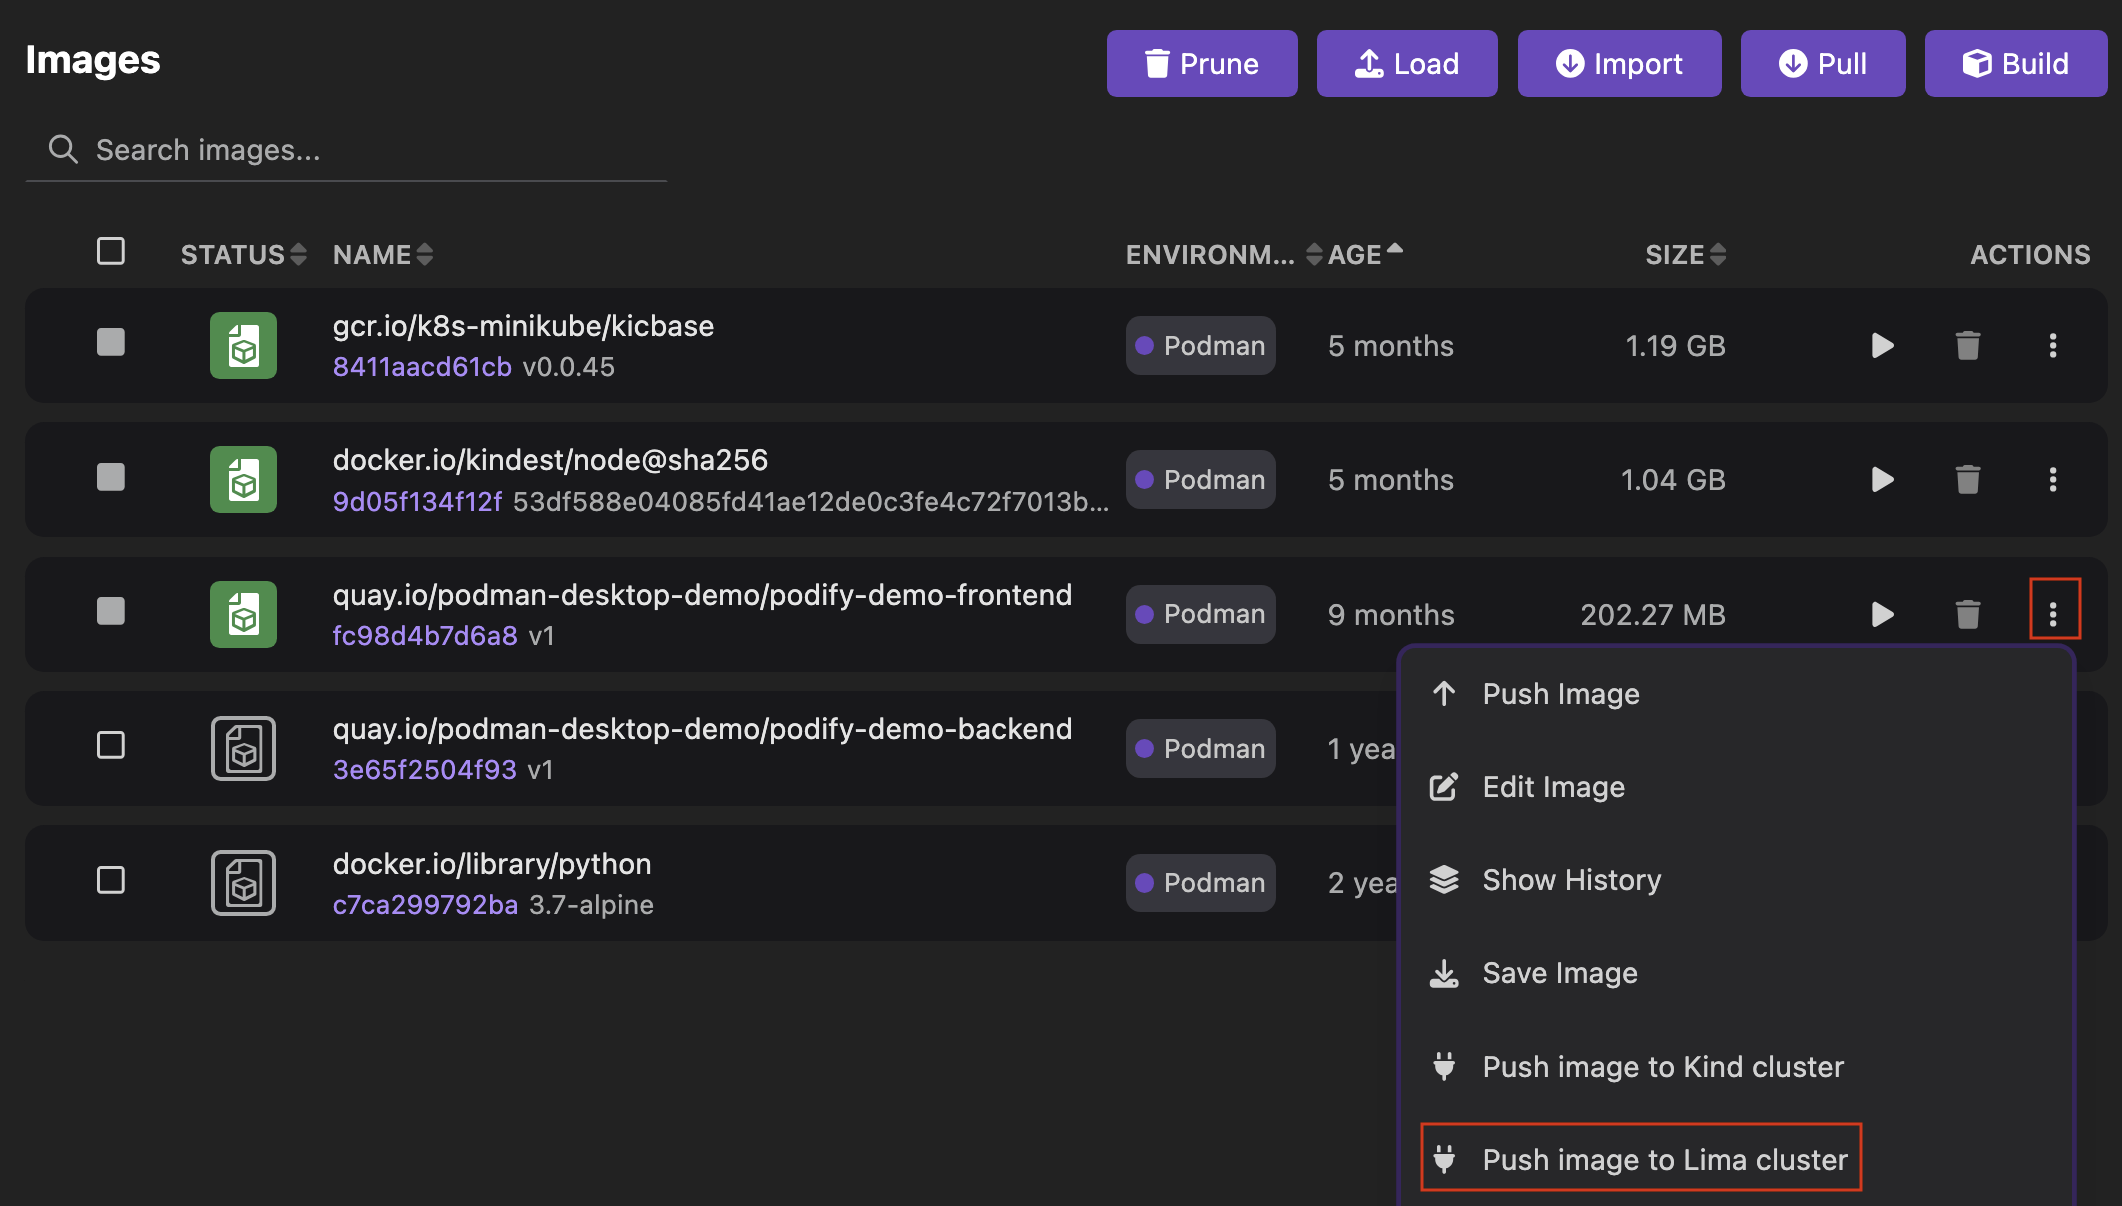 Images
Prune
Load
Import
Pull
Build
Search images...
STATUS NAME ENVIRONM... AGE SIZE ACTIONS
gcr.io/k8s-minikube/kicbase
8411aacd61cb v0.0.45
Podman 5 months 1.19 GB
docker.io/kindest/node@sha256
9d05f134f12f 53df588e04085fd41ae12de0c3fe4c72f7013b...
Podman 5 months 1.04 GB
quay.io/podman-desktop-demo/podify-demo-frontend
fc98d4b7d6a8 v1
Podman 9 months 202.27 MB
quay.io/podman-desktop-demo/podify-demo-backend
3e65f2504f93 v1
Podman 1 yea
docker.io/library/python
c7ca299792ba 3.7-alpine
Podman 2 yea
Push Image
Edit Image
Show History
Save Image
Push image to Kind cluster
Push image to Lima cluster